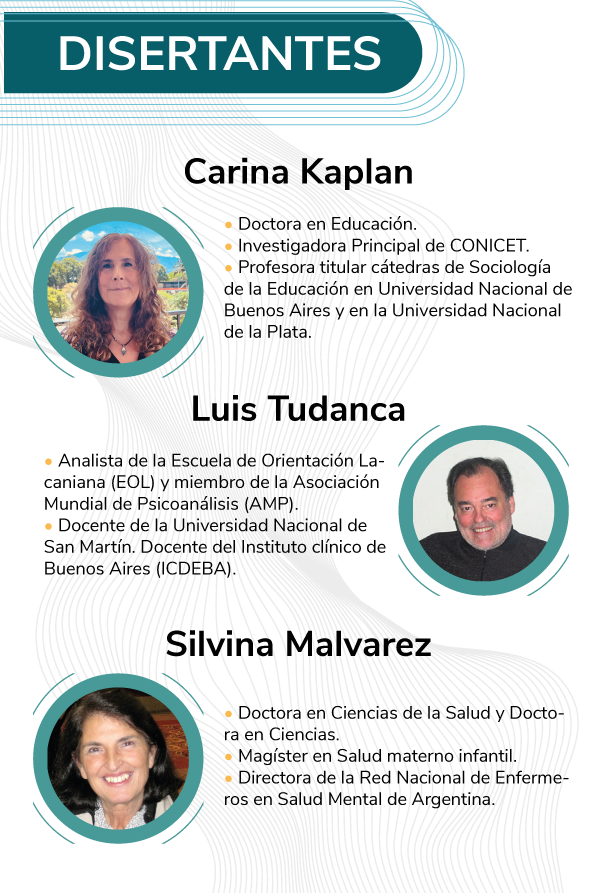 DISERTANTES
Carina Kaplan
• Doctora en Educación.
• Investigadora Principal de CONICET.
• Profesora titular cátedras de Sociología
de la Educación en Universidad Nacional de
Buenos Aires y en la Universidad Nacional
de la Plata.
Luis Tudanca
• Analista de la Escuela de Orientación La-
caniana (EOL) y miembro de la Asociación
Mundial de Psicoanálisis (AMP).
• Docente de la Universidad Nacional de
San Martín. Docente del Instituto clínico de
Buenos Aires (ICDEBA).
Silvina Malvarez
• Doctora en Ciencias de la Salud y Docto-
ra en Ciencias.
• Magíster en Salud materno infantil.
• Directora de la Red Nacional de Enferme-
ros en Salud Mental de Argentina.